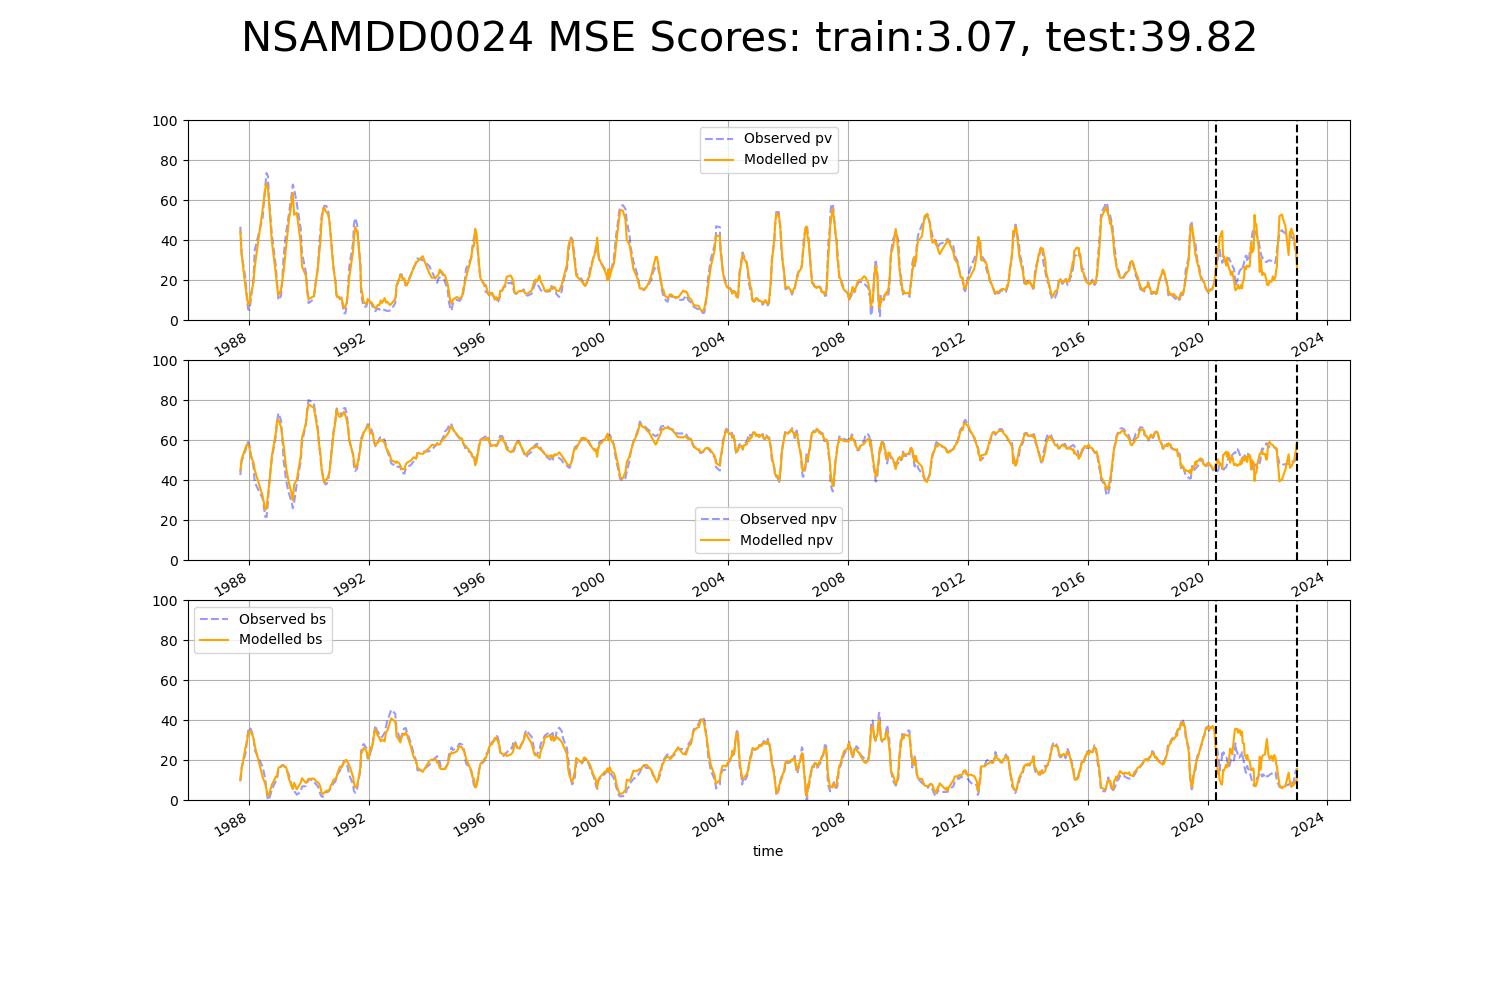 NSAMDD0024 MSE Scores: train:3.07, test:39.82
100
80
60
40
20
0
Observed pv
Modelled pv
1988 1992 1996 2000 2004 2008 2012 2016 2020 2024
100
80
60
40
20
0
Observed npv
Modelled npv
1988 1992 1996 2000 2004 2008 2012 2016 2020 2024
100
80
60
40
20
0
Observed bs
Modelled bs
1988 1992 1996 2000 2004 2008 2012 2016 2020 2024
time